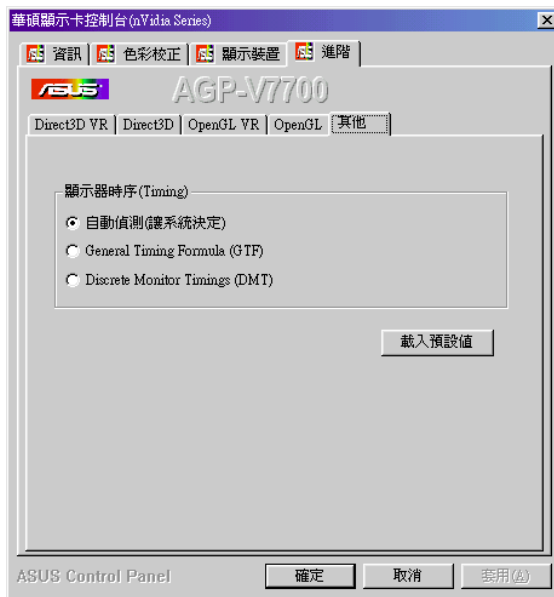 華碩顯示卡控制台(nVidia Series)
資訊 色彩校正 顯示裝置 進階
ASUS AGP-V7700
Direct3D VR Direct3D OpenGL VR OpenGL 其他
顯示器時序(Timing)
自動偵測(讓系統決定)
General Timing Formula (GTF)
Discrete Monitor Timings (DMT)
載入預設值
ASUS Control Panel 確定 取消 套用(A)